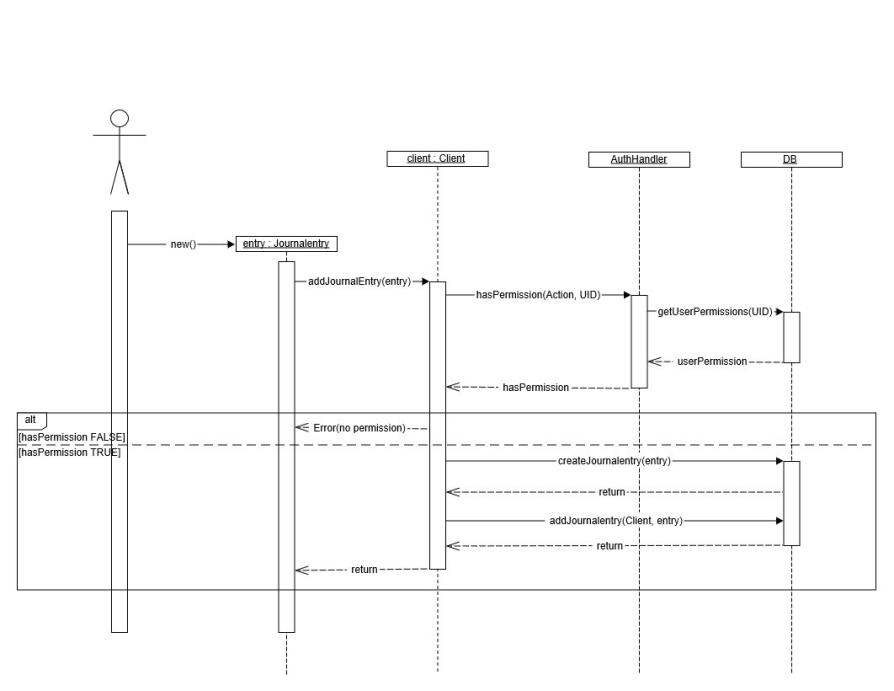 client : Client
AuthHandler
DB
new()
entry : Journalentry
addJournalEntry(entry)
hasPermission(Action, UID)
getUserPermissions(UID)
userPermission
hasPermission
alt
Error(no permission)
[hasPermission FALSE]
[hasPermission TRUE]
createJournalentry(entry)
return
addJournalentry(Client, entry)
return
return